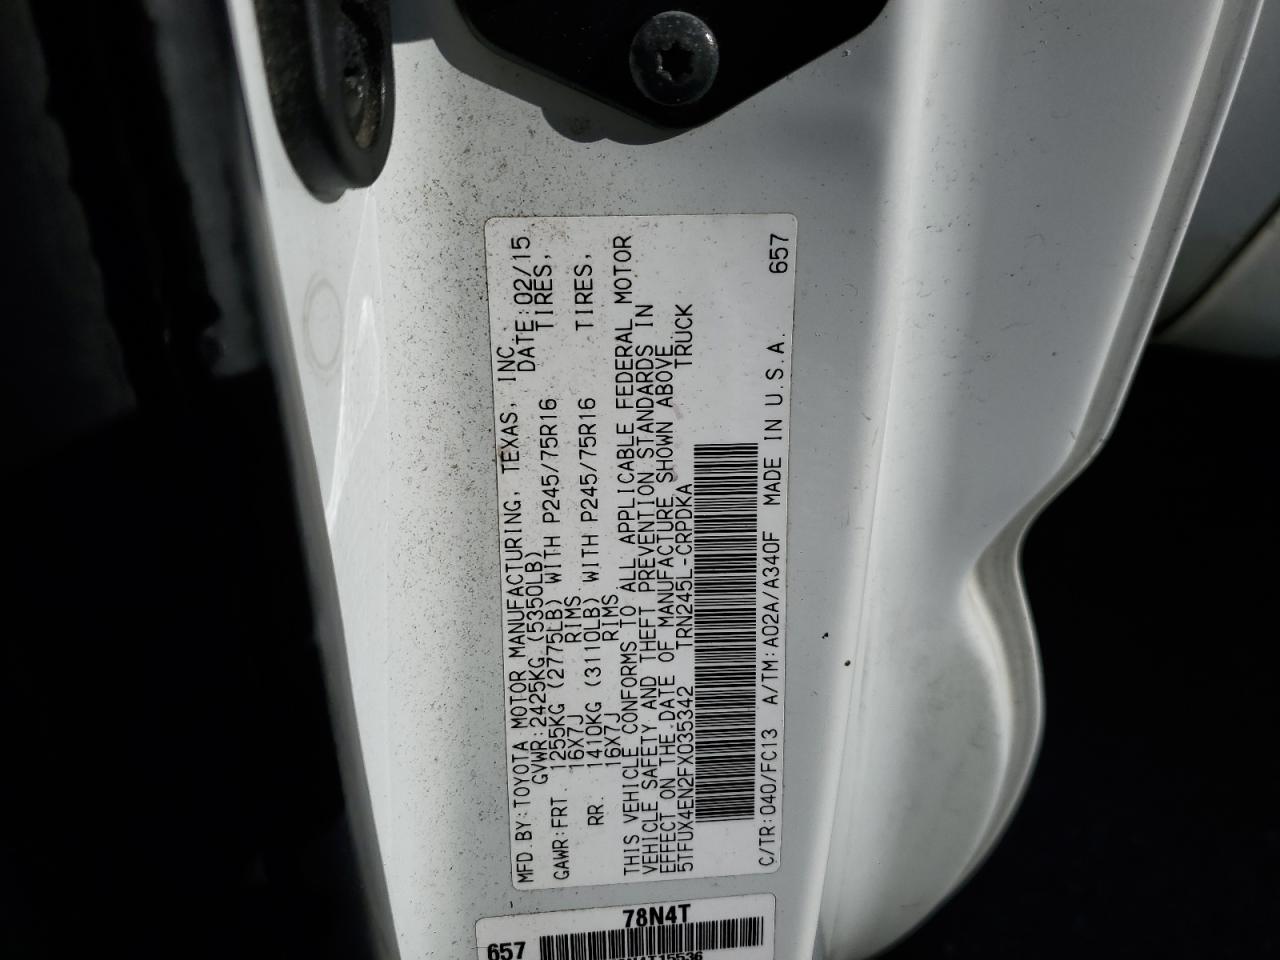 MFD.BY:TOYOTA MOTOR MANUFACTURING, TEXAS, INC.
GVWR:2425KG (5350LB) DATE:02/15
GAWR:FRT. 1255KG (2775LB) WITH P245/75R16 TIRES,
16X7J RIMS
RR. 1410KG (3110LB) WITH P245/75R16 TIRES,
16X7J RIMS
THIS VEHICLE CONFORMS TO ALL APPLICABLE FEDERAL MOTOR
VEHICLE SAFETY AND THEFT PREVENTION STANDARDS IN
EFFECT ON THE DATE OF MANUFACTURE SHOWN ABOVE
5TFUX4EN2FX035342 TRN245L-CRPDKA TRUCK
C/TR:040/FC13 A/TM:A02A/A340F MADE IN U.S.A. 657
78N4T
657